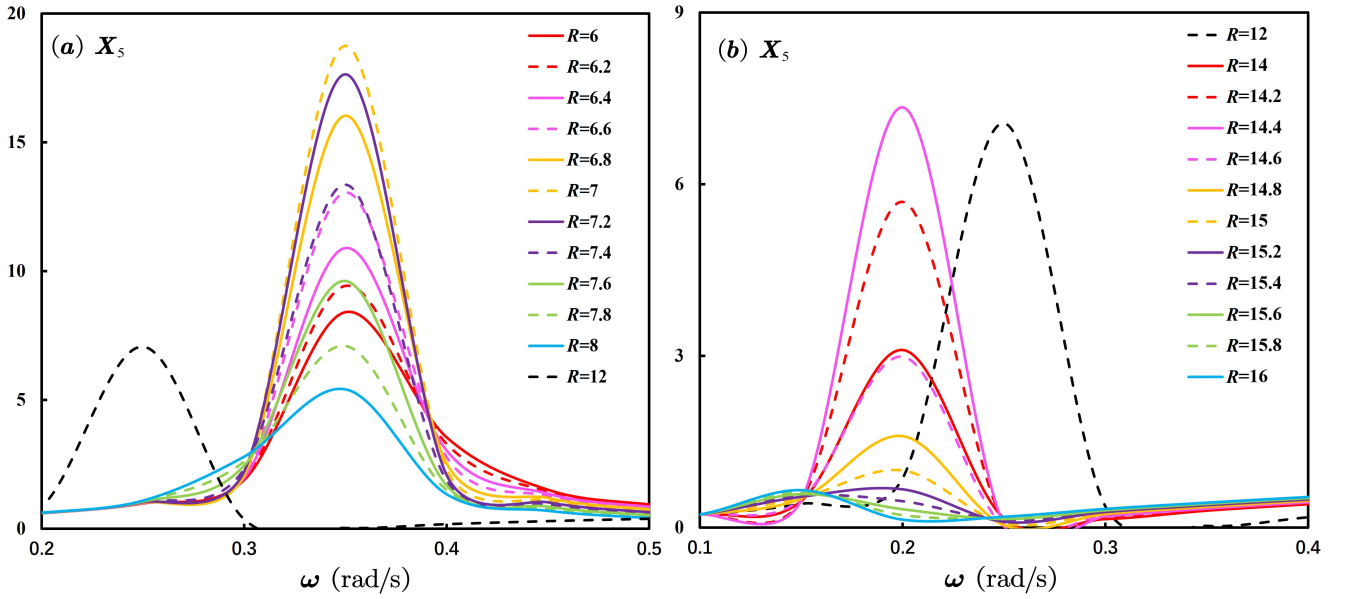 (a) X₅
20
15
10
5
0
0.2 0.3 0.4 0.5
ω (rad/s)
R=6
R=6.2
R=6.4
R=6.6
R=6.8
R=7
R=7.2
R=7.4
R=7.6
R=7.8
R=8
R=12
(b) X₅
9
6
3
0
0.1 0.2 0.3 0.4
ω (rad/s)
R=12
R=14
R=14.2
R=14.4
R=14.6
R=14.8
R=15
R=15.2
R=15.4
R=15.6
R=15.8
R=16